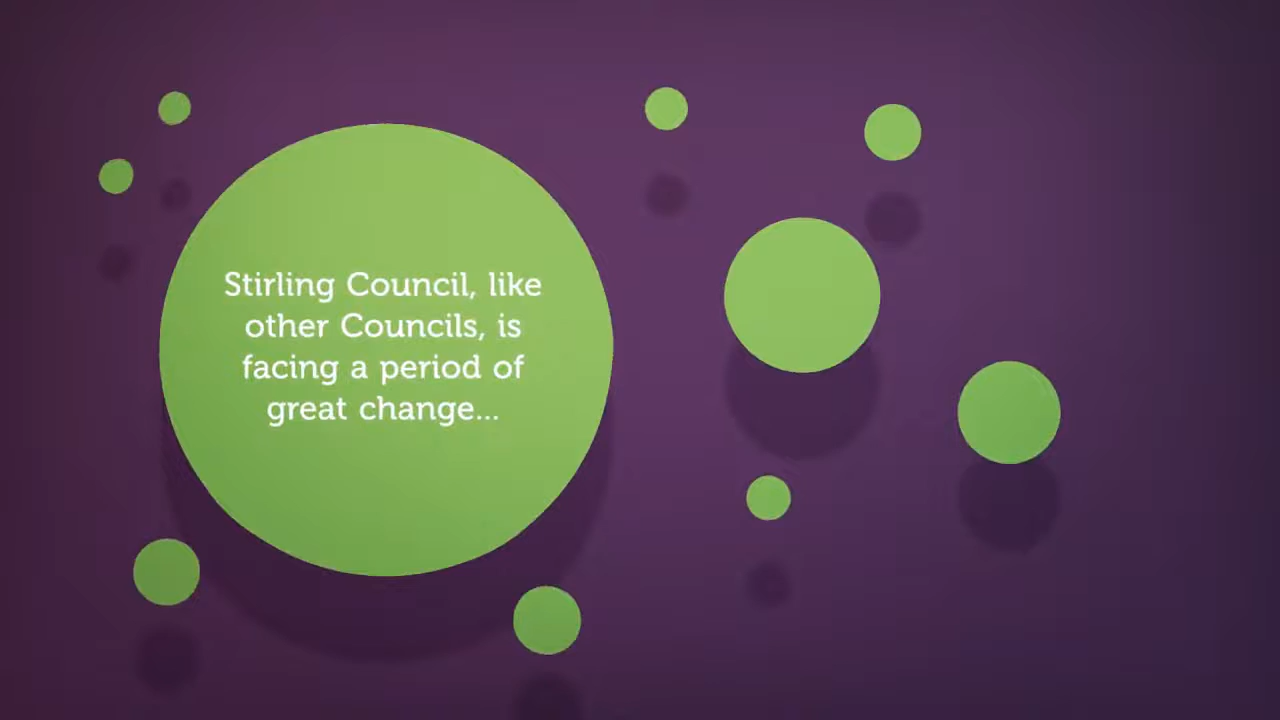 Stirling Council, like
other Councils, is
facing a period of
great change...